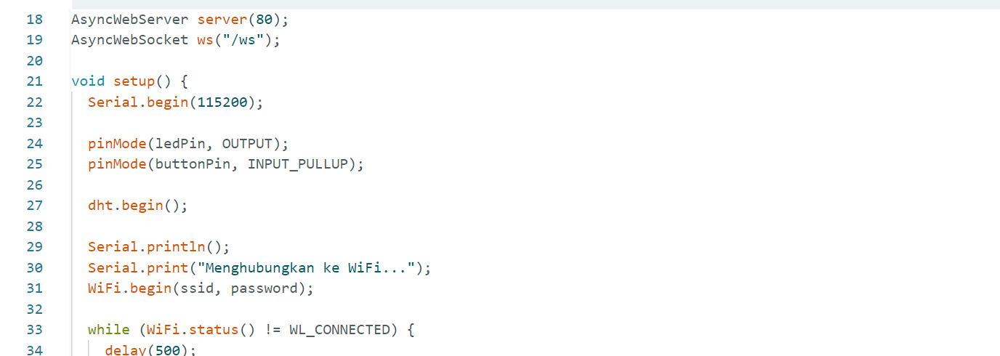 18 AsyncWebServer server(80);
19 AsyncWebSocket ws("/ws");
20
21 void setup() {
22 Serial.begin(115200);
23
24 pinMode(ledPin, OUTPUT);
25 pinMode(buttonPin, INPUT_PULLUP);
26
27 dht.begin();
28
29 Serial.println();
30 Serial.print("Menghubungkan ke WiFi...");
31 WiFi.begin(ssid, password);
32
33 while (WiFi.status() != WL_CONNECTED) {
34 delay(500);